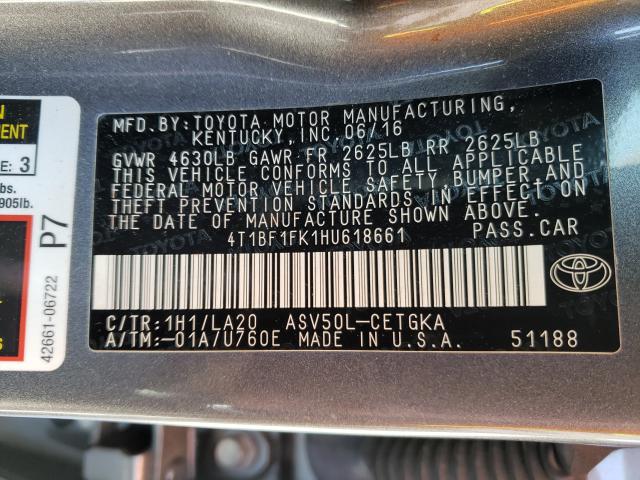 MFD. BY: TOYOTA MOTOR MANUFACTURING,
KENTUCKY, INC. 06/16
GVWR 4630LB GAWR FR 2625LB RR 2625LB
THIS VEHICLE CONFORMS TO ALL APPLICABLE
FEDERAL MOTOR VEHICLE SAFETY, BUMPER, AND
THEFT PREVENTION STANDARDS IN EFFECT ON
THE DATE OF MANUFACTURE SHOWN ABOVE.
4T1BF1FK1HU618661 PASS. CAR
C/TR: 1H1/LA20 ASV50L-CETGKA
A/TM: -01A/U760E MADE IN U.S.A. 51188
E: 3
bs.
905lb.
P7
42661-06722